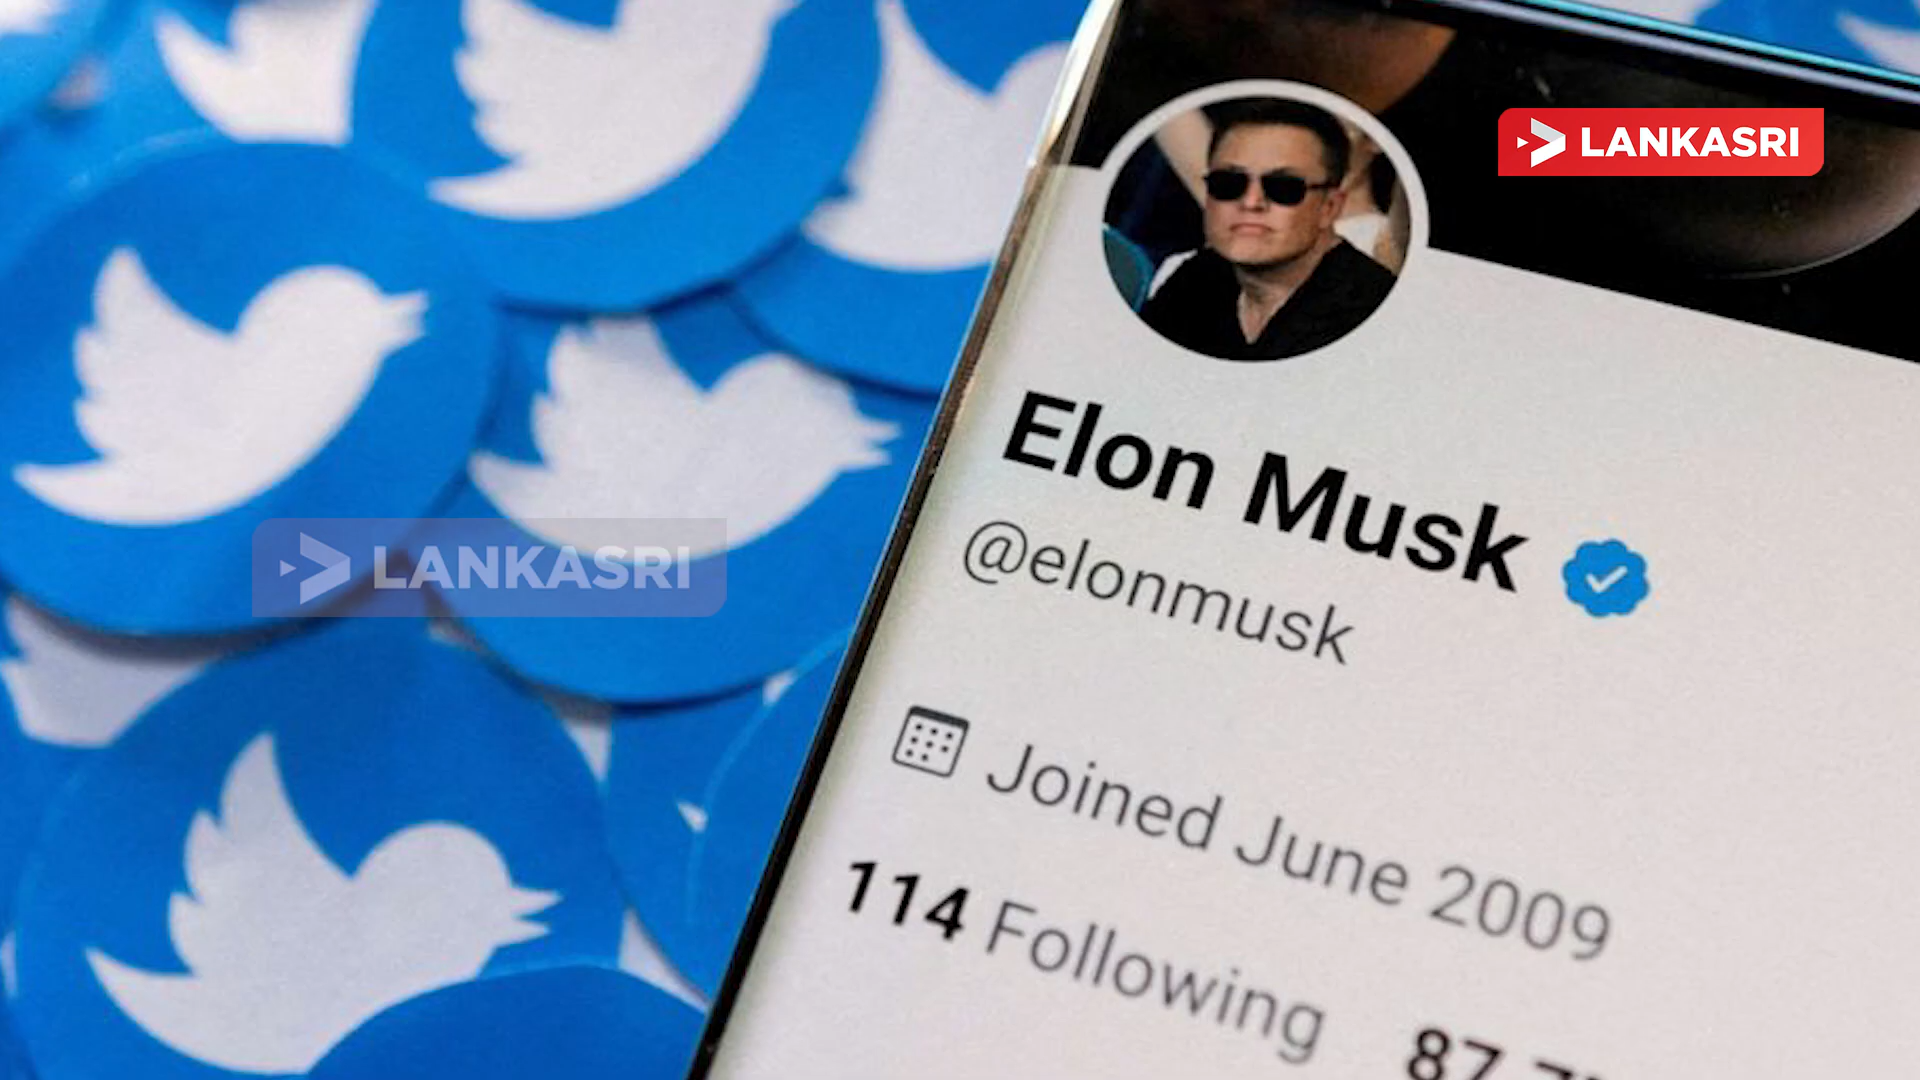 LANKASRI
Elon Musk
@elonmusk
LANKASRI
Joined June 2009
114 Following